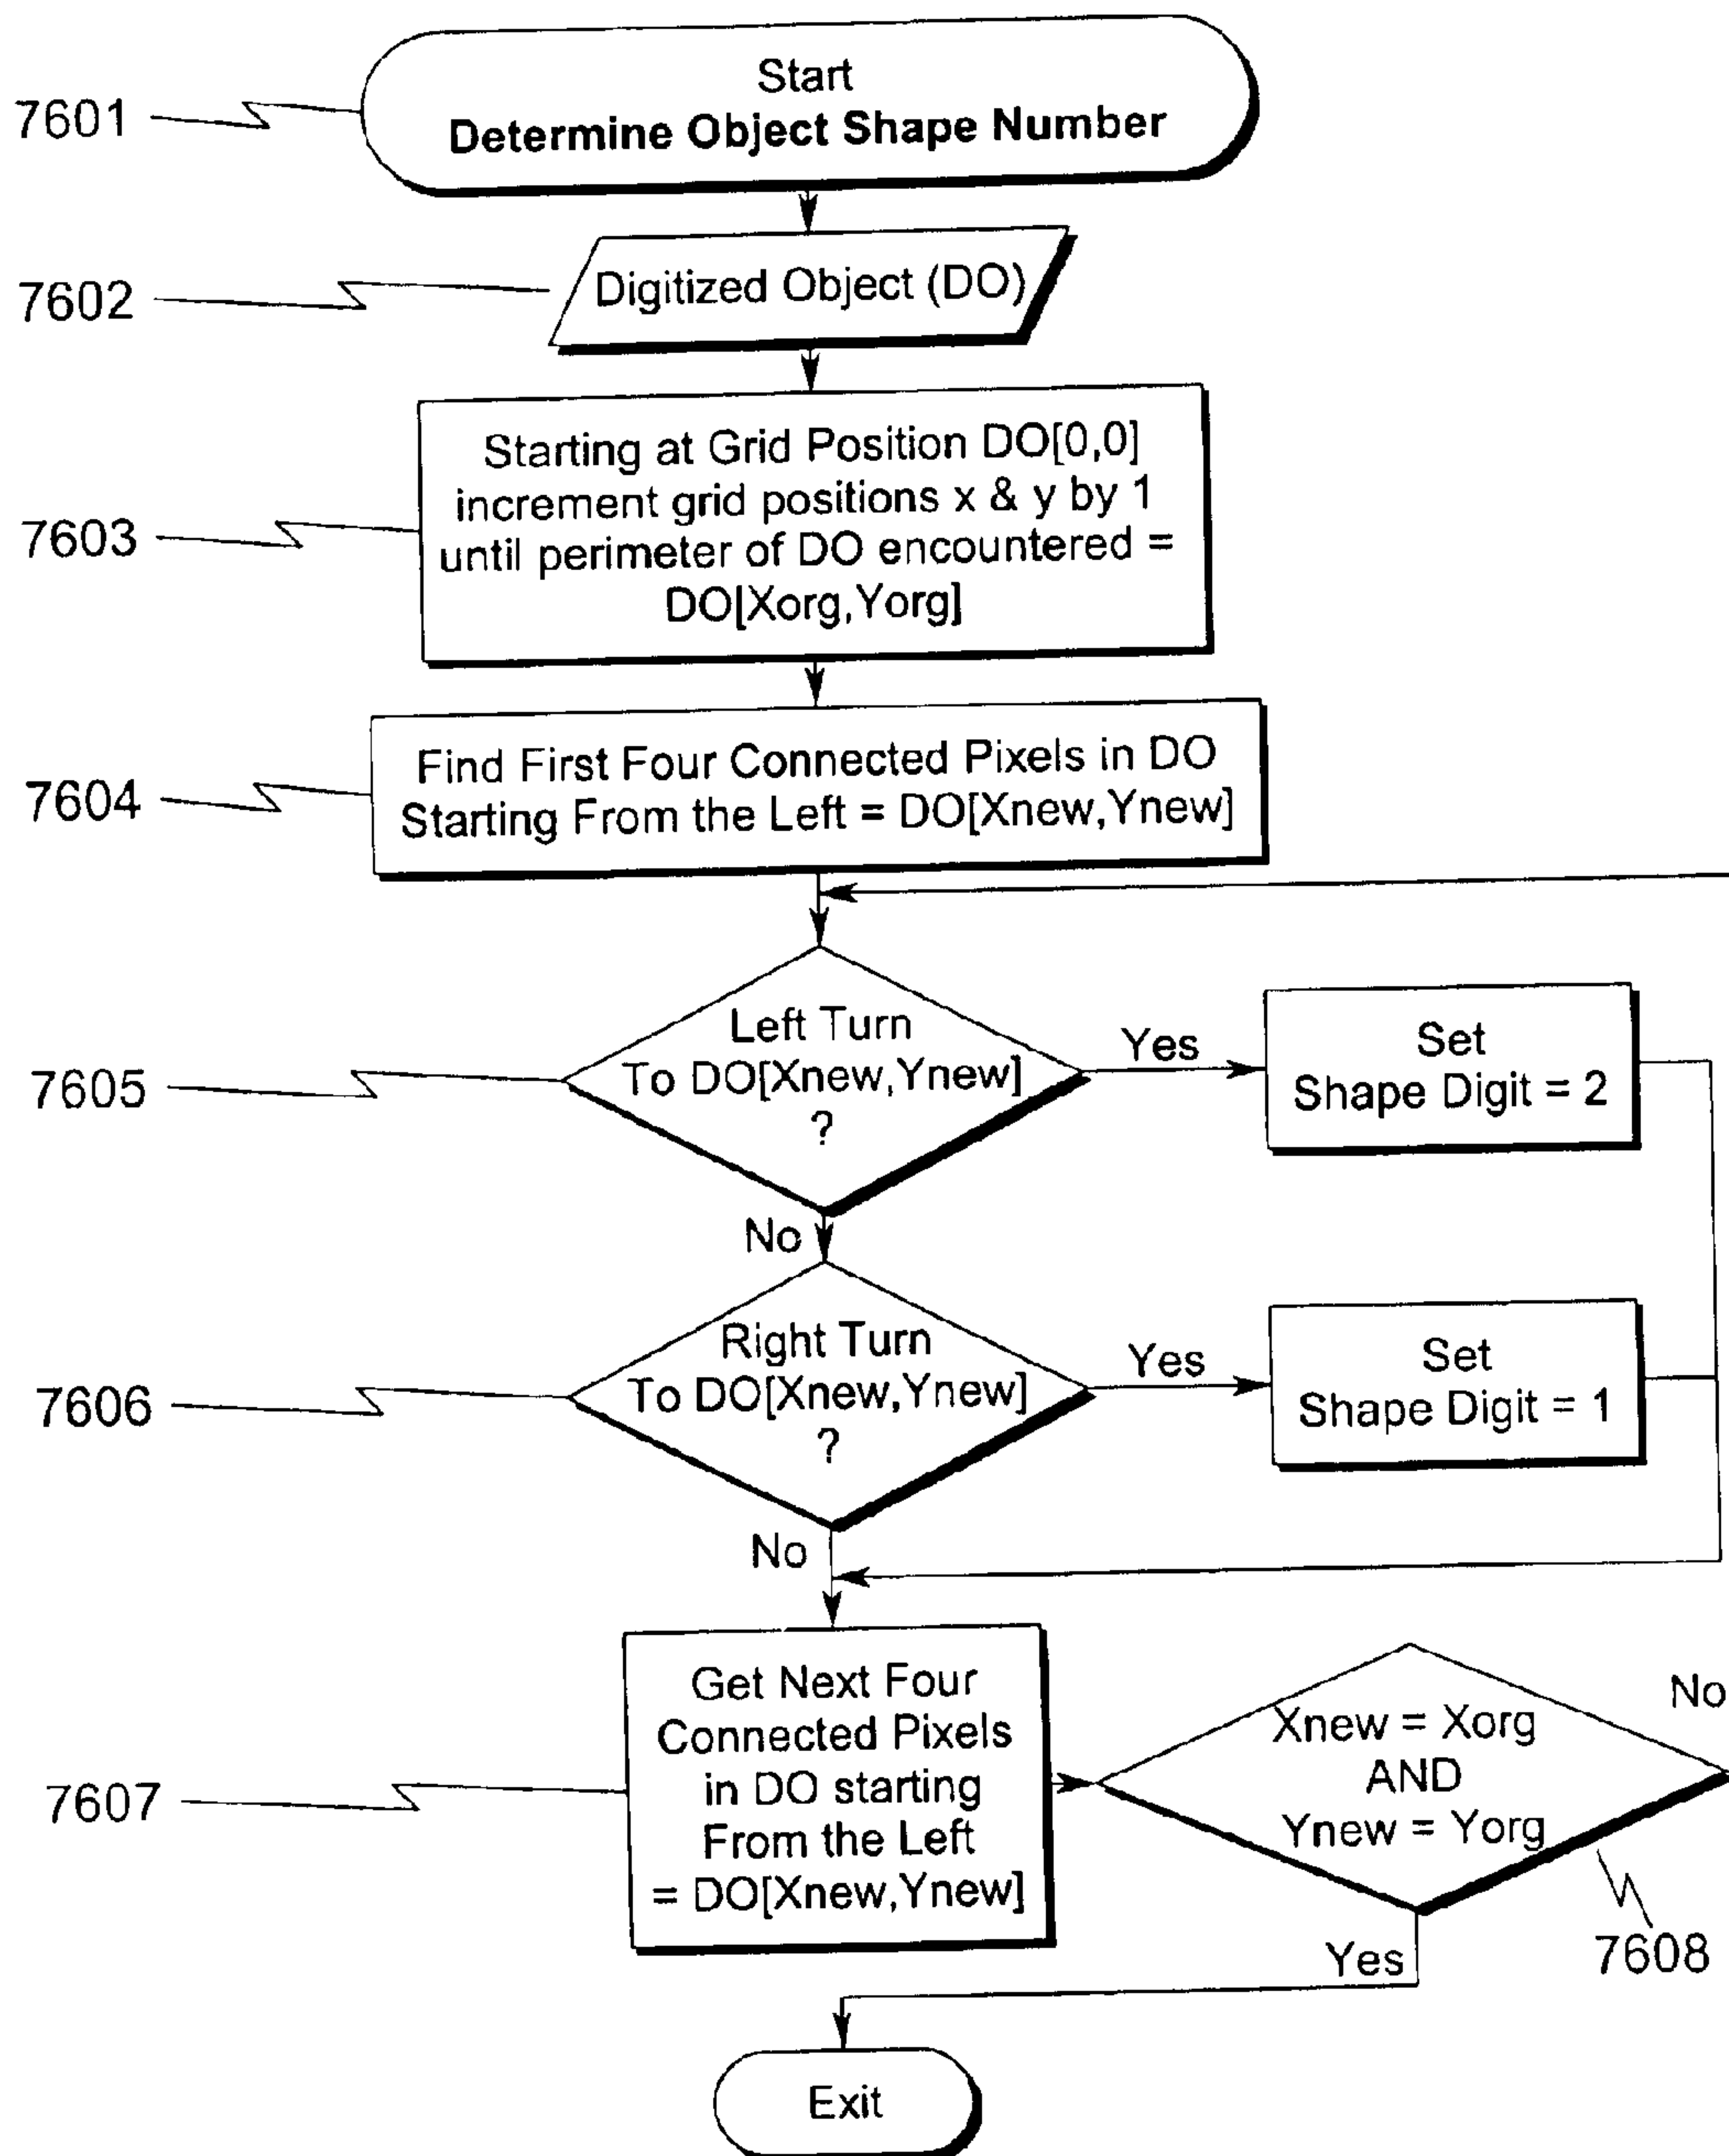 7601
Start
Determine Object Shape Number
7602
Digitized Object (DO)
7603
Starting at Grid Position DO[0,0]
increment grid positions x & y by 1
until perimeter of DO encountered =
DO[Xorg,Yorg]
7604
Find First Four Connected Pixels in DO
Starting From the Left = DO[Xnew,Ynew]
7605
Left Turn
To DO[Xnew,Ynew]
?
Yes
Set
Shape Digit = 2
No
7606
Right Turn
To DO[Xnew,Ynew]
?
Yes
Set
Shape Digit = 1
No
7607
Get Next Four
Connected Pixels
in DO starting
From the Left
= DO[Xnew,Ynew]
Xnew = Xorg
AND
Ynew = Yorg
No
7608
Yes
Exit